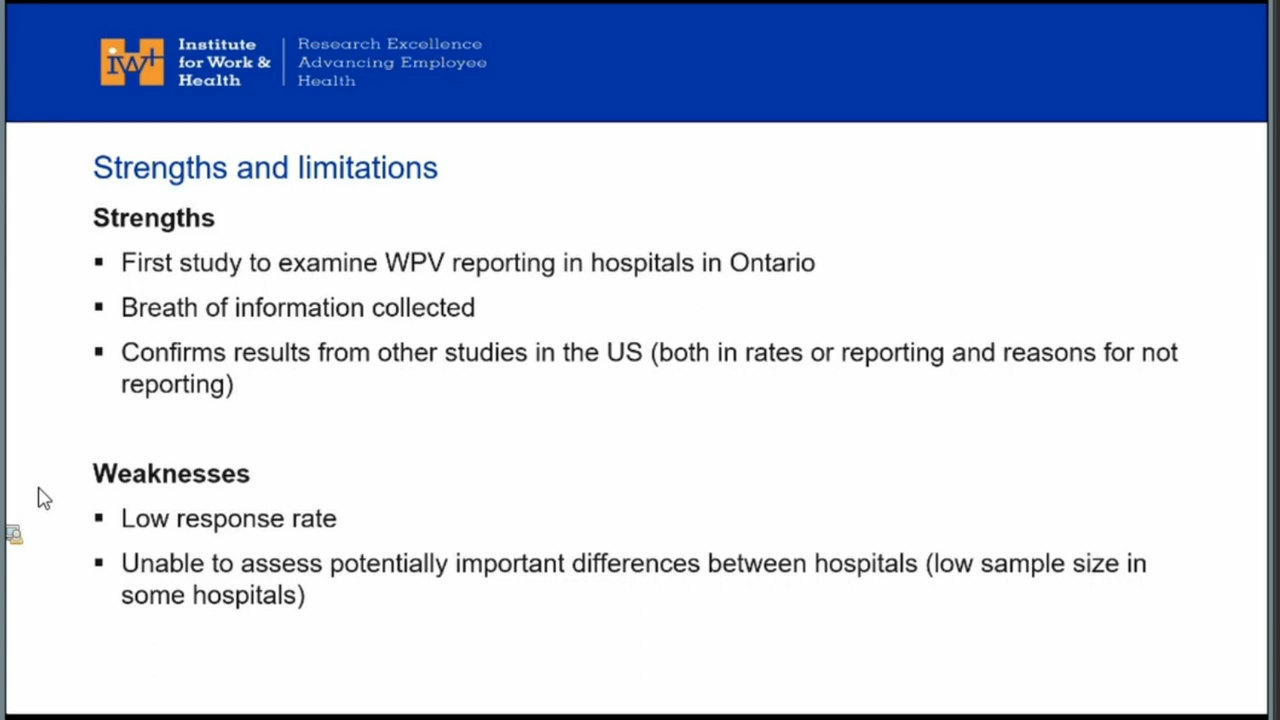 iw+
Institute
for Work &
Health
Research Excellence
Advancing Employee
Health
Strengths and limitations
Strengths
▪ First study to examine WPV reporting in hospitals in Ontario
▪ Breath of information collected
▪ Confirms results from other studies in the US (both in rates or reporting and reasons for not
reporting)
Weaknesses
▪ Low response rate
▪ Unable to assess potentially important differences between hospitals (low sample size in
some hospitals)